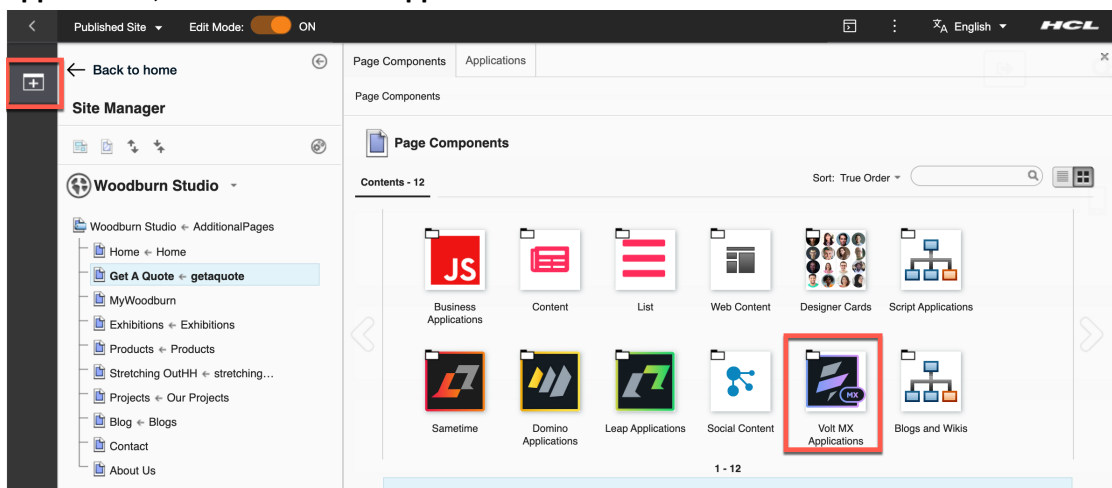 Published Site
Edit Mode:
ON
English
HCL
Back to home
Site Manager
Woodburn Studio
Woodburn Studio ← AdditionalPages
Home ← Home
Get A Quote ← getaquote
MyWoodburn
Exhibitions ← Exhibitions
Products ← Products
Stretching OutHH ← stretching...
Projects ← Our Projects
Blog ← Blogs
Contact
About Us
Page Components
Applications
Page Components
Page Components
Contents - 12
Sort: True Order
JS
Business
Applications
Content
List
Web Content
Designer Cards
Script Applications
MX
Sametime
Domino
Applications
Leap Applications
Social Content
Volt MX
Applications
Blogs and Wikis
1 - 12